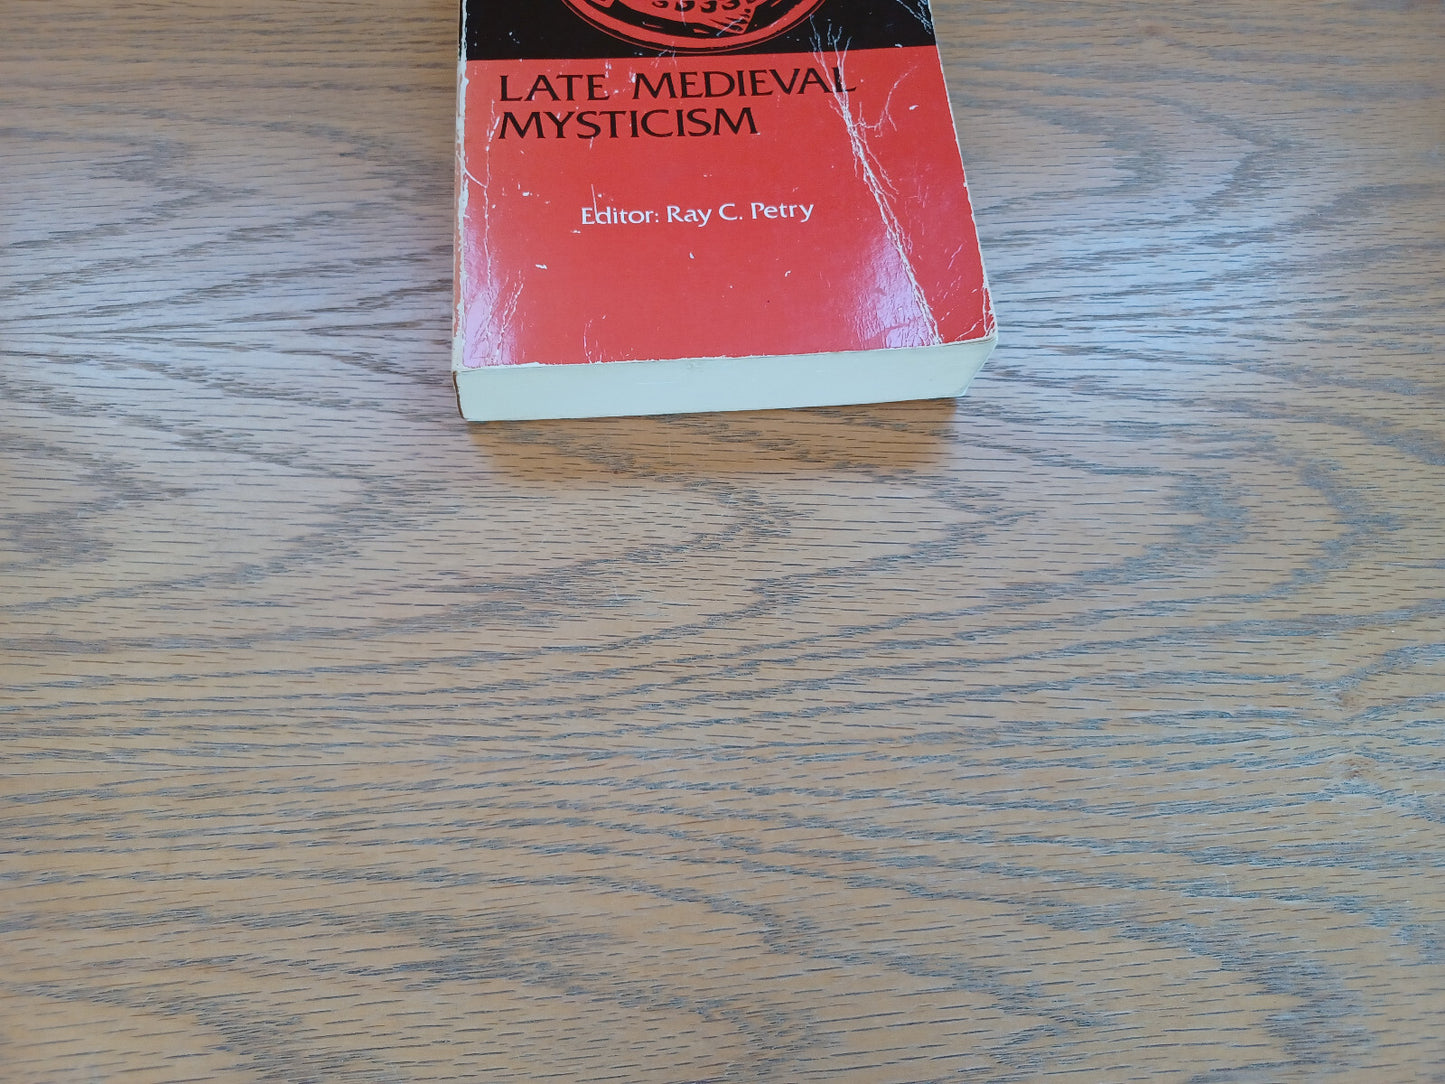 LATE MEDIEVAL
MYSTICISM
Editor: Ray C. Petry